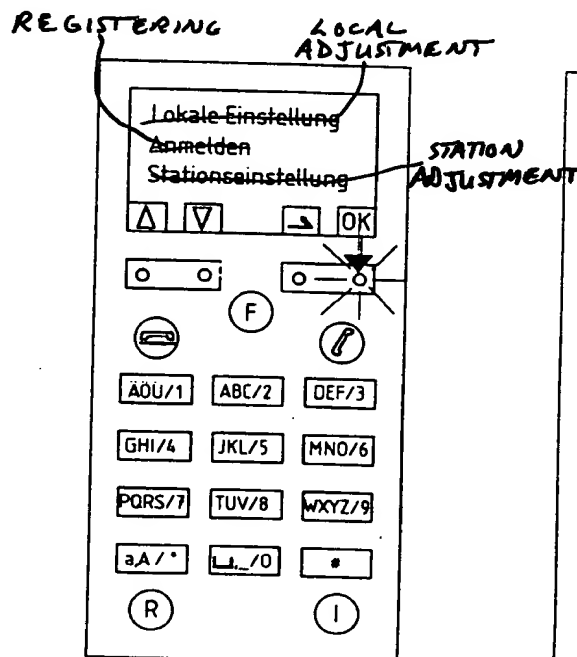 REGISTERING
LOCAL
ADJUSTMENT
Lokale Einstellung
Anmelden
Stationseinstellung
STATION
ADJUSTMENT
OK
F
ÄÖÜ/1 ABC/2 DEF/3
GHI/4 JKL/5 MNO/6
PQRS/7 TUV/8 WXYZ/9
a,A/* ␣._/0 #
R I